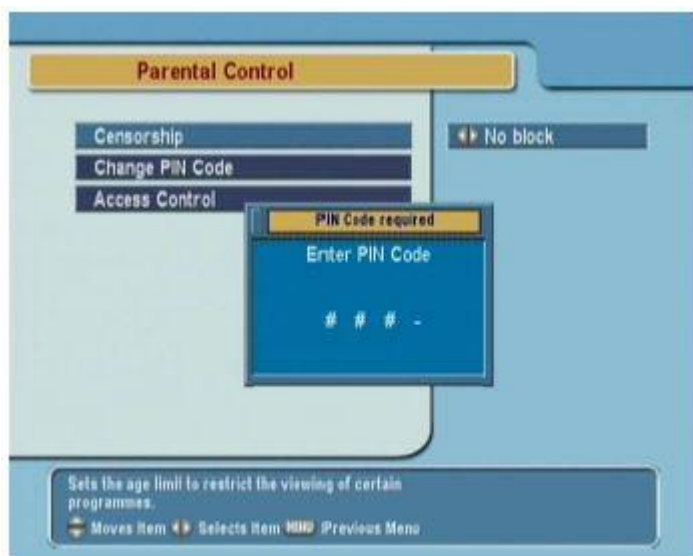 Parental Control
Censorship
No block
Change PIN Code
Access Control
PIN Code required
Enter PIN Code
# # # -
Sets the age limit to restrict the viewing of certain
programmes.
Moves Item Selects Item MENU Previous Menu